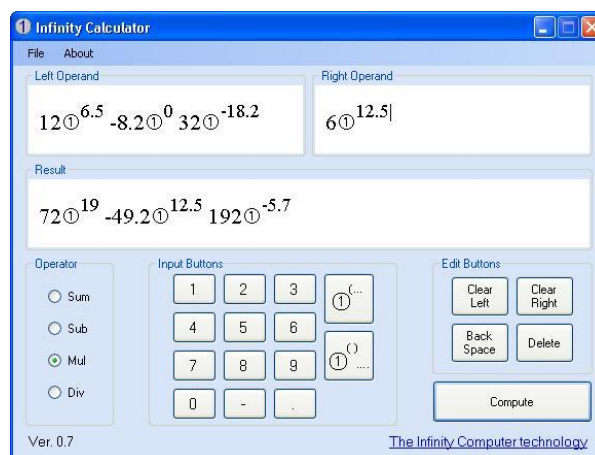 ① Infinity Calculator
File About
Left Operand
12①^6.5 -8.2①^0 32①^-18.2
Right Operand
6①^12.5
Result
72①^19 -49.2①^12.5 192①^-5.7
Operator
Sum
Sub
Mul
Div
Input Buttons
1 2 3 ①^(...
4 5 6
7 8 9 ①^() ....
0 - .
Edit Buttons
Clear Left
Clear Right
Back Space
Delete
Compute
Ver. 0.7
The Infinity Computer technology